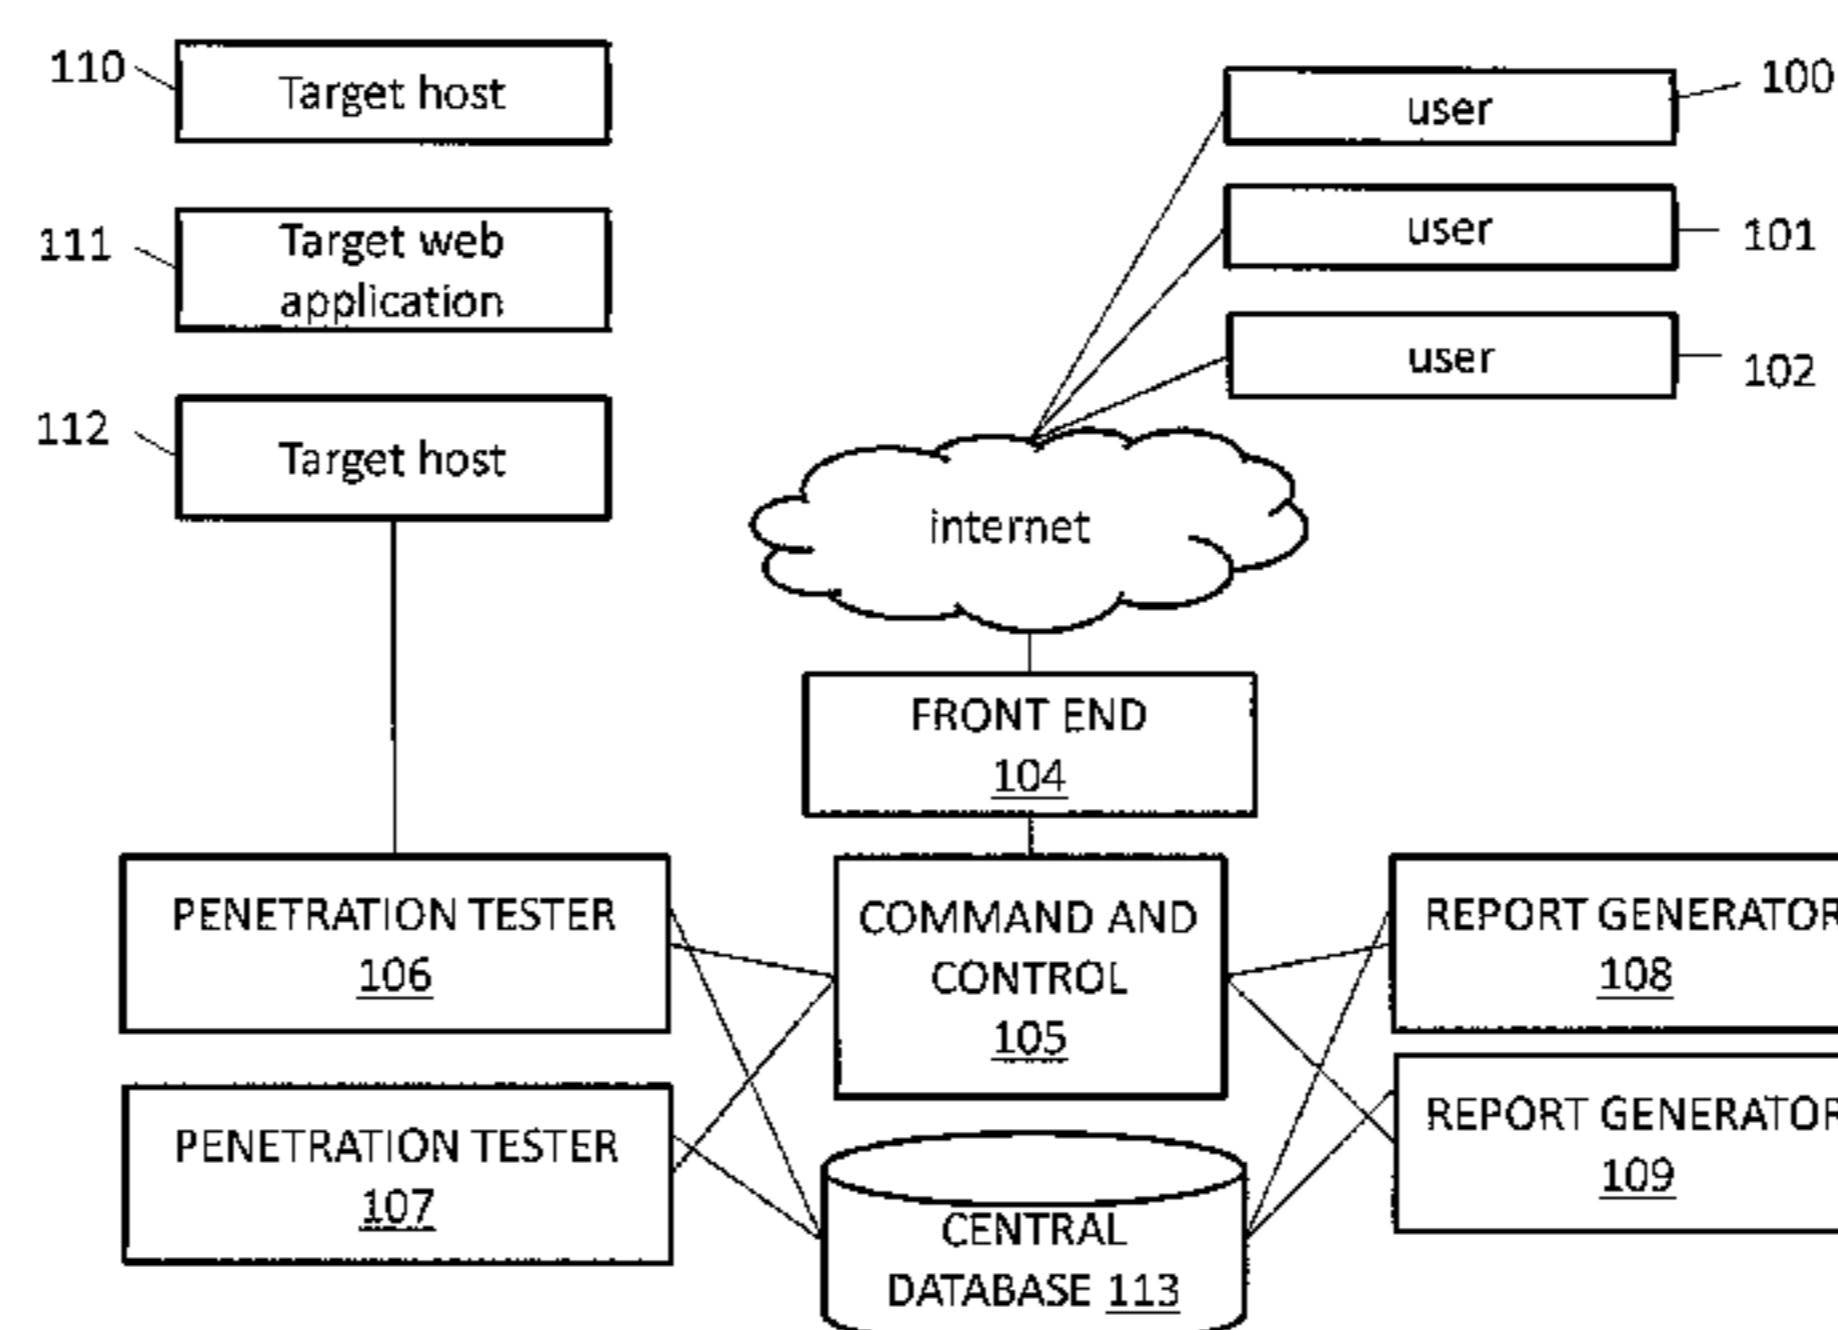 110
Target host
111
Target web
application
112
Target host
user
100
user
101
user
102
internet
FRONT END
104
PENETRATION TESTER
106
COMMAND AND
CONTROL
105
REPORT GENERATOR
108
PENETRATION TESTER
107
REPORT GENERATOR
109
CENTRAL
DATABASE 113